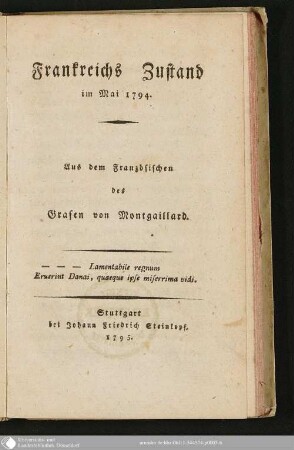 Frankreichs Zustand
im Mai 1794.
Aus dem Französischen
des
Grafen von Montgaillard.
— — — Lamentabile regnum
Eruerint Danai, quaeque ipse miserrima vidi.
Stuttgart
bei Johann Friedrich Steinkopf.
1795.